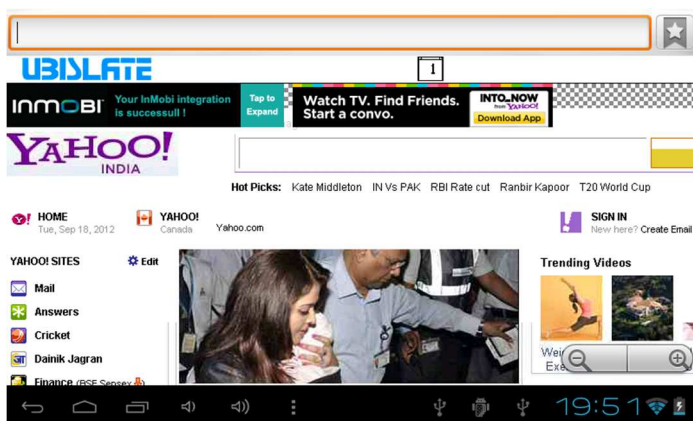 UBISLATE
1
INMOBI
Your InMobi integration
is successull !
Tap to
Expand
Watch TV. Find Friends.
Start a convo.
INTO_NOW
from YAHOO!
Download App
YAHOO!
INDIA
Hot Picks: Kate Middleton IN Vs PAK RBI Rate cut Ranbir Kapoor T20 World Cup
HOME
Tue, Sep 18, 2012
YAHOO!
Canada
Yahoo.com
SIGN IN
New here? Create Email
YAHOO! SITES
Edit
Trending Videos
Mail
Answers
Cricket
Dainik Jagran
Finance (BSE Sensex)
19:51